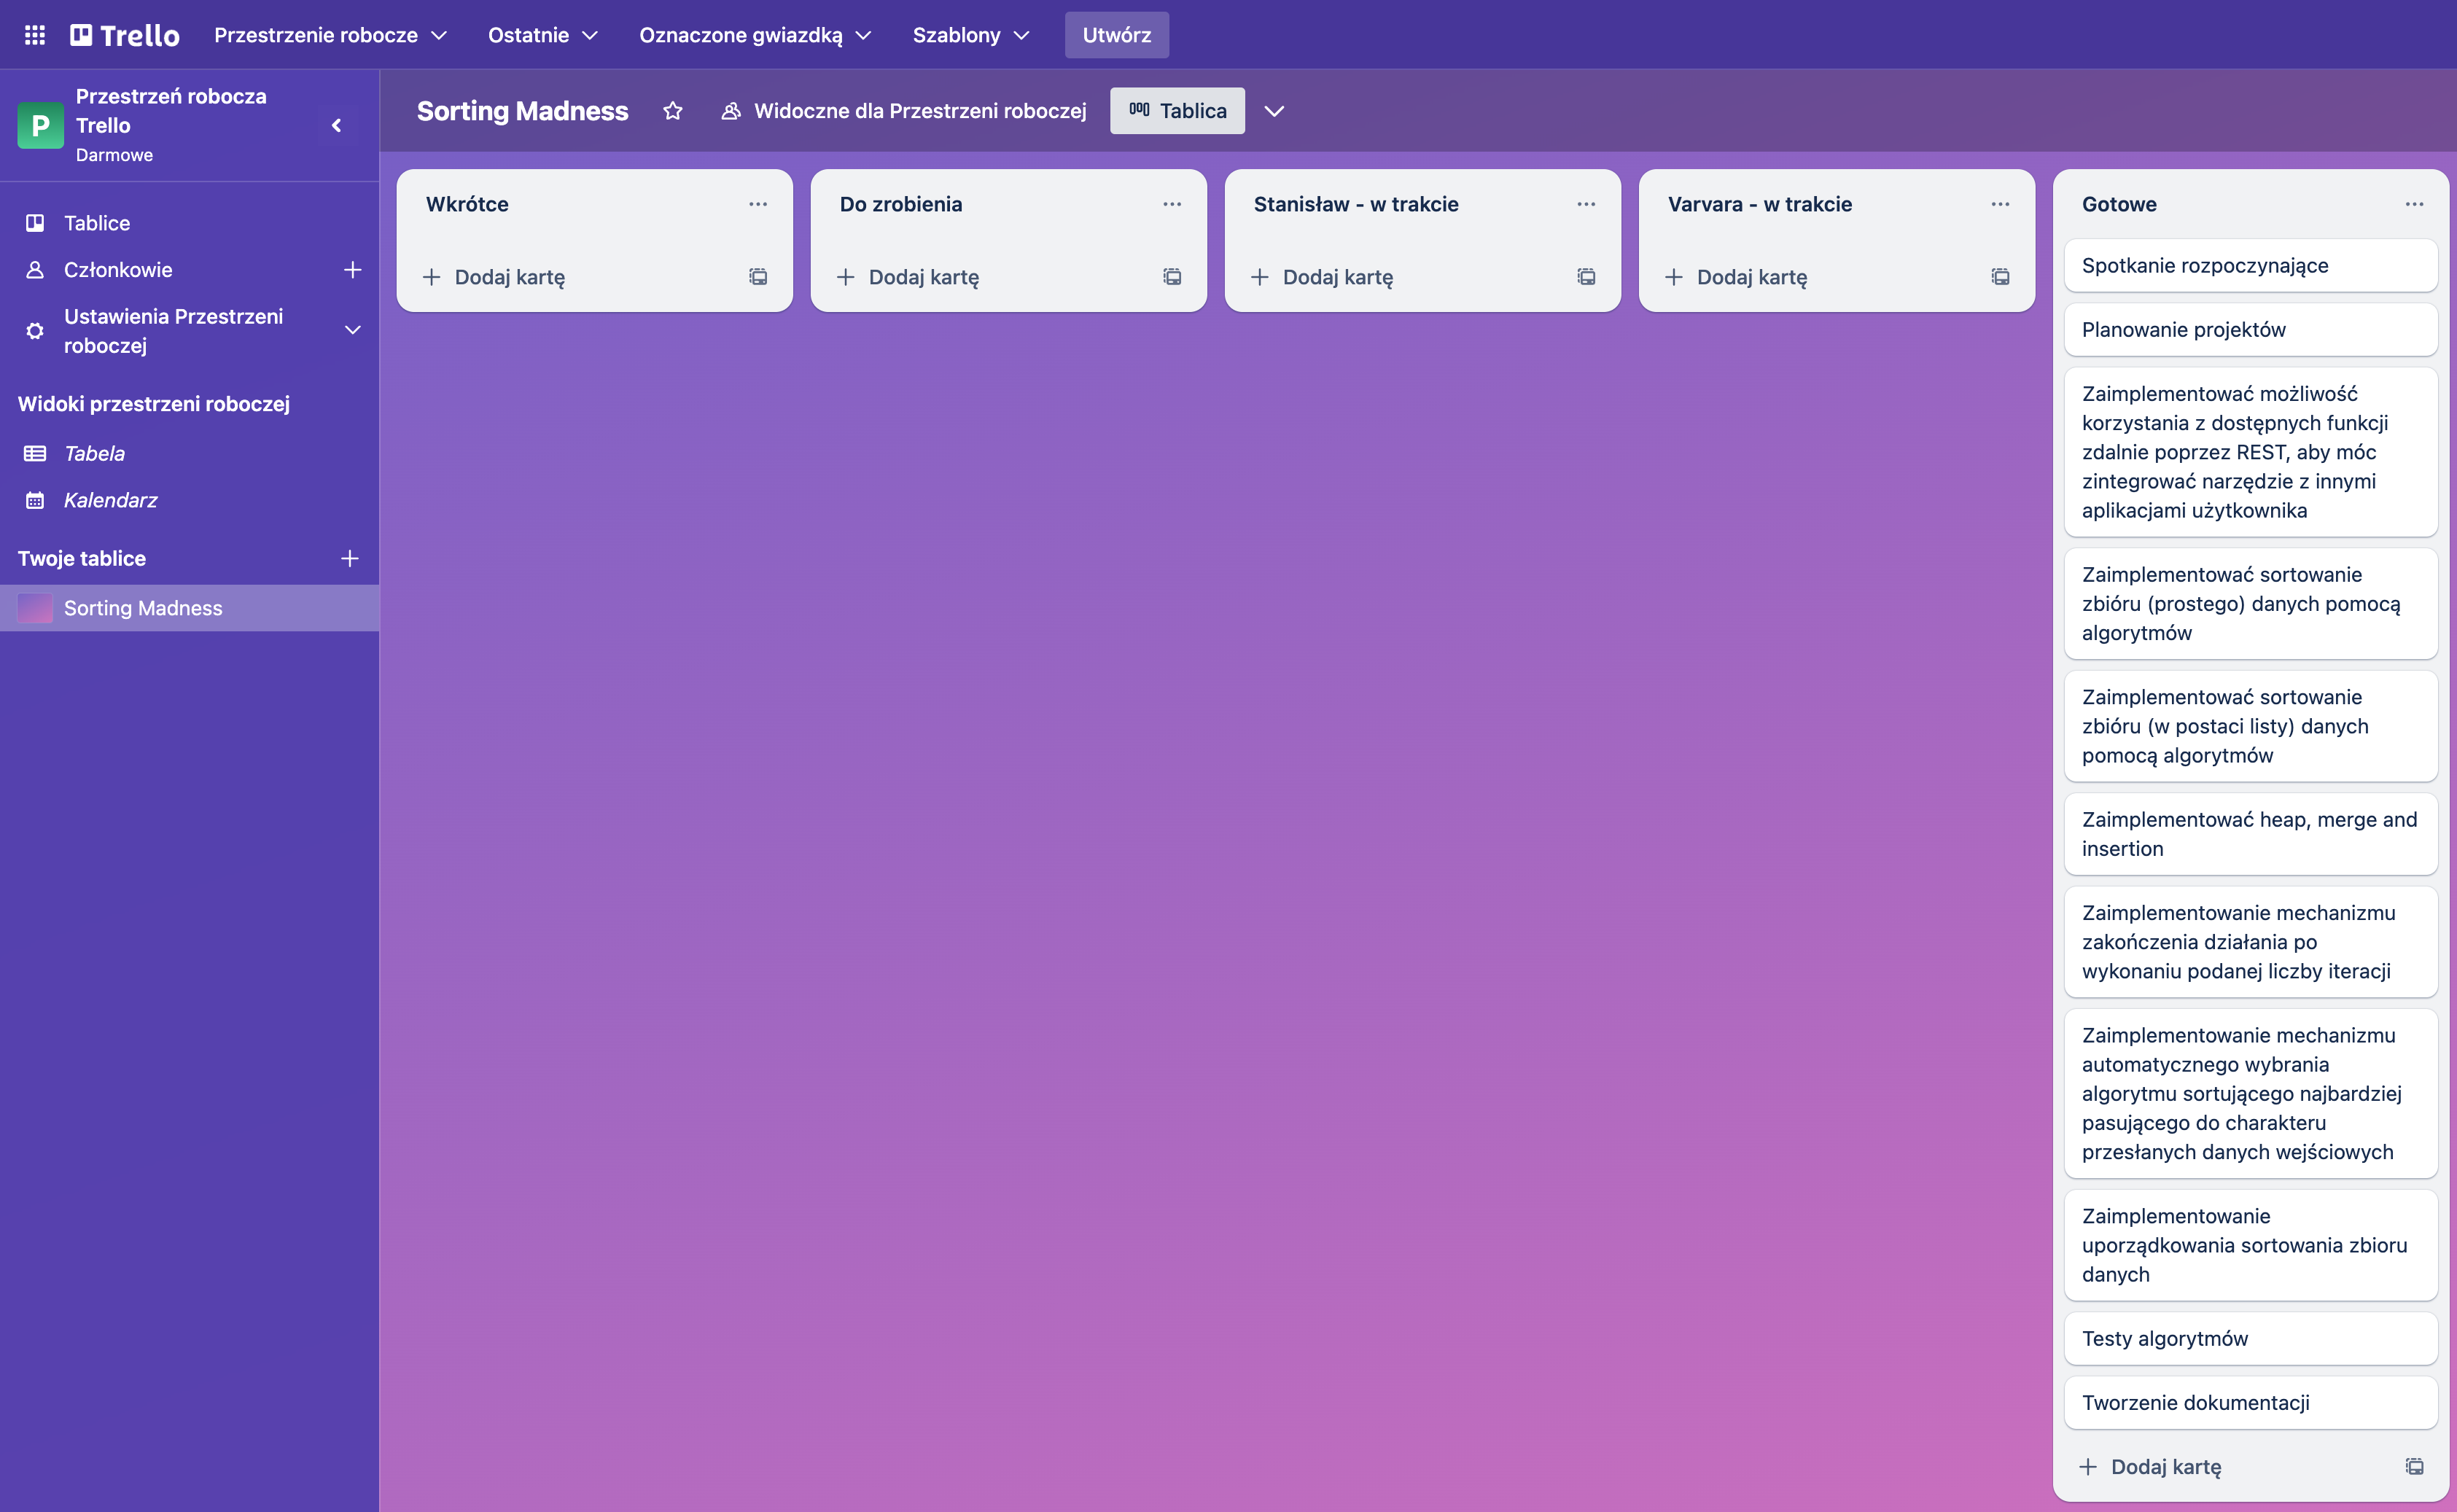 Trello
Przestrzenie robocze
Ostatnie
Oznaczone gwiazdką
Szablony
Utwórz
P
Przestrzeń robocza
Trello
Darmowe
Tablice
Członkowie
Ustawienia Przestrzeni
roboczej
Widoki przestrzeni roboczej
Tabela
Kalendarz
Twoje tablice
Sorting Madness
Sorting Madness
Widoczne dla Przestrzeni roboczej
Tablica
Wkrótce
Dodaj kartę
Do zrobienia
Dodaj kartę
Stanisław - w trakcie
Dodaj kartę
Varvara - w trakcie
Dodaj kartę
Gotowe
Spotkanie rozpoczynające
Planowanie projektów
Zaimplementować możliwość
korzystania z dostępnych funkcji
zdalnie poprzez REST, aby móc
zintegrować narzędzie z innymi
aplikacjami użytkownika
Zaimplementować sortowanie
zbióru (prostego) danych pomocą
algorytmów
Zaimplementować sortowanie
zbióru (w postaci listy) danych
pomocą algorytmów
Zaimplementować heap, merge and
insertion
Zaimplementowanie mechanizmu
zakończenia działania po
wykonaniu podanej liczby iteracji
Zaimplementowanie mechanizmu
automatycznego wybrania
algorytmu sortującego najbardziej
pasującego do charakteru
przesłanych danych wejściowych
Zaimplementowanie
uporządkowania sortowania zbioru
danych
Testy algorytmów
Tworzenie dokumentacji
Dodaj kartę